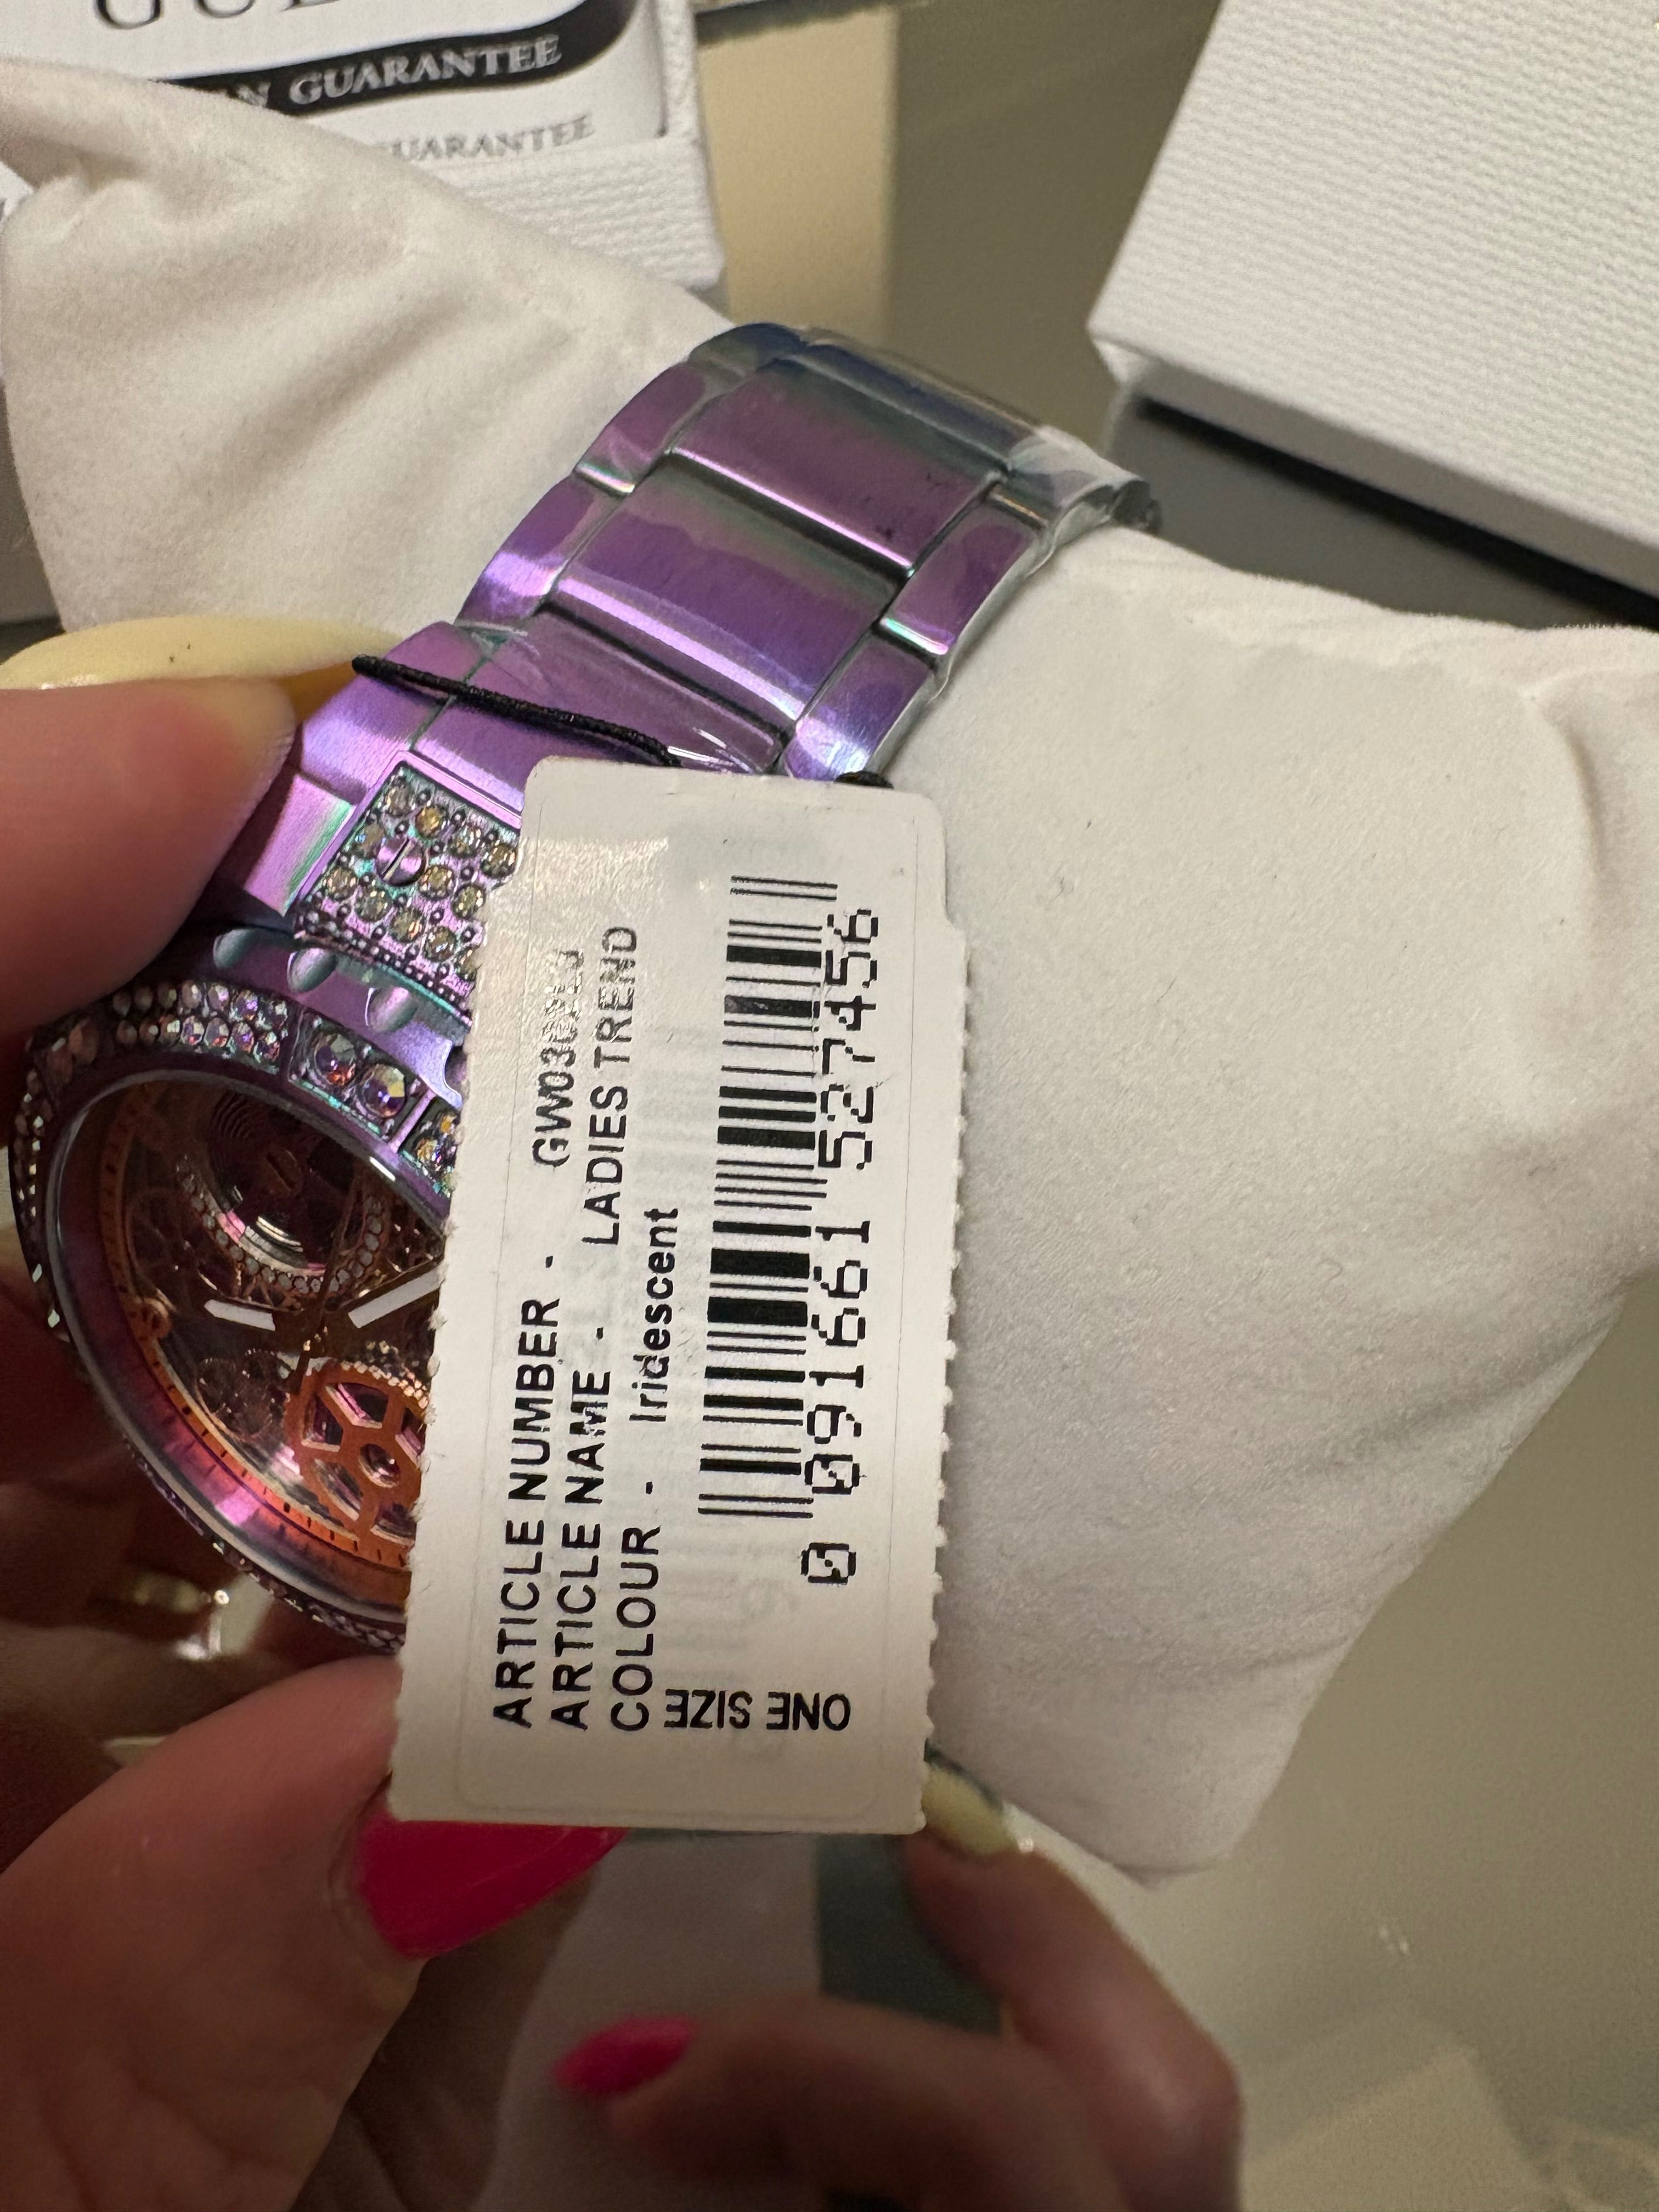 GUARANTEE
GUARANTEE
ARTICLE NUMBER -
ARTICLE NAME - LADIES TREND
COLOUR - Iridescent
0 091661 527456
ONE SIZE